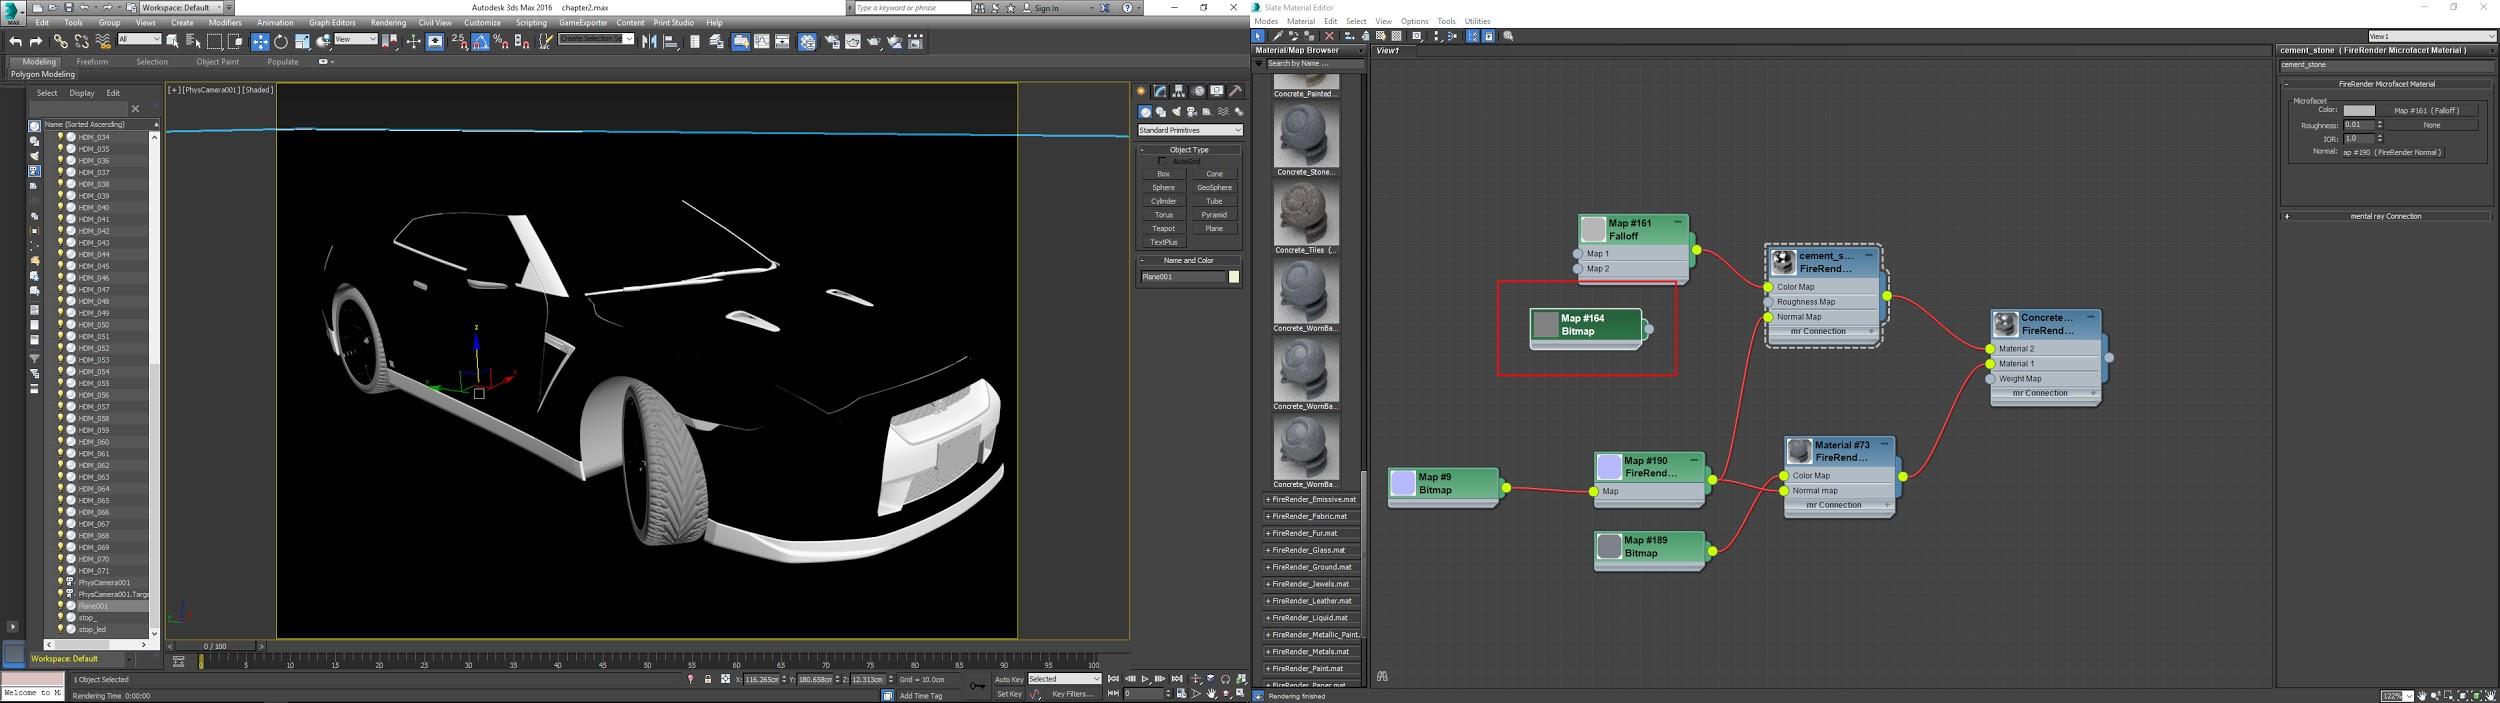 Workspace: Default
Autodesk 3ds Max 2016    chapter2.max
Type a keyword or phrase
Sign In
MAX
Edit Tools Group Views Create Modifiers Animation Graph Editors Rendering Civil View Customize Scripting GameExporter Content Print Studio Help
All
View
2.5
Create Selection Se
Modeling Freeform Selection Object Paint Populate
Polygon Modeling
Select Display Edit
Name (Sorted Ascending)
HDM_034
HDM_035
HDM_036
HDM_037
HDM_038
HDM_039
HDM_040
HDM_041
HDM_042
HDM_043
HDM_044
HDM_045
HDM_046
HDM_047
HDM_048
HDM_049
HDM_050
HDM_051
HDM_052
HDM_053
HDM_054
HDM_055
HDM_056
HDM_057
HDM_058
HDM_059
HDM_060
HDM_061
HDM_062
HDM_063
HDM_064
HDM_065
HDM_066
HDM_067
HDM_068
HDM_069
HDM_070
HDM_071
PhysCamera001
PhysCamera001.Targe
Plane001
stop_
stop_led
Workspace: Default
[+] [PhysCamera001] [Shaded]
z
Standard Primitives
- Object Type
AutoGrid
Box Cone
Sphere GeoSphere
Cylinder Tube
Torus Pyramid
Teapot Plane
TextPlus
- Name and Color
Plane001
0 / 100
0 5 10 15 20 25 30 35 40 45 50 55 60 65 70 75 80 85 90 95 100
1 Object Selected
X: 116.265cm Y: 180.658cm Z: 12.313cm Grid = 10.0cm
Auto Key Selected
Welcome to M
Rendering Time 0:00:00
Add Time Tag
Set Key Key Filters...
0
Slate Material Editor
Modes Material Edit Select View Options Tools Utilities
View1
Material/Map Browser
Search by Name ...
Concrete_Painted...
Concrete_Stone...
Concrete_Tiles (...
Concrete_WornBa...
Concrete_WornBa...
Concrete_WornBa...
+ FireRender_Emissive.mat
+ FireRender_Fabric.mat
+ FireRender_Fur.mat
+ FireRender_Glass.mat
+ FireRender_Ground.mat
+ FireRender_Jewels.mat
+ FireRender_Leather.mat
+ FireRender_Liquid.mat
+ FireRender_Metallic_Paint.
+ FireRender_Metals.mat
+ FireRender_Paint.mat
Rendering finished
View1
Map #161
Falloff
Map 1
Map 2
Map #164
Bitmap
cement_s...
FireRend...
Color Map
Roughness Map
Normal Map
mr Connection +
Concrete...
FireRend...
Material 2
Material 1
Weight Map
mr Connection +
Map #9
Bitmap
Map #190
FireRend...
Map
Map #189
Bitmap
Material #73
FireRend...
Color Map
Normal map
mr Connection +
cement_stone ( FireRender Microfacet Material )
cement_stone
- FireRender Microfacet Material
Microfacet
Color: Map #161 ( Falloff )
Roughness: 0.01 None
IOR: 1.0
Normal: ap #190 ( FireRender Normal )
+ mental ray Connection
122%